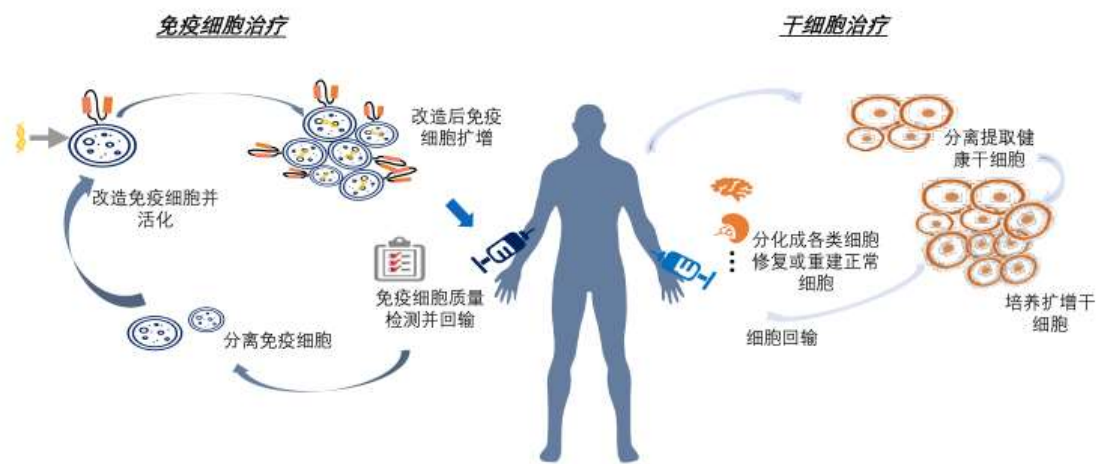 免疫细胞治疗
改造后免疫
细胞扩增
改造免疫细胞并
活化
免疫细胞质量
检测并回输
分离免疫细胞
干细胞治疗
分离提取健
康干细胞
分化成各类细胞
修复或重建正常
细胞
培养扩增干
细胞
细胞回输